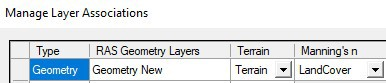 Manage Layer Associations
Type RAS Geometry Layers Terrain Manning's n
Geometry Geometry New Terrain LandCover